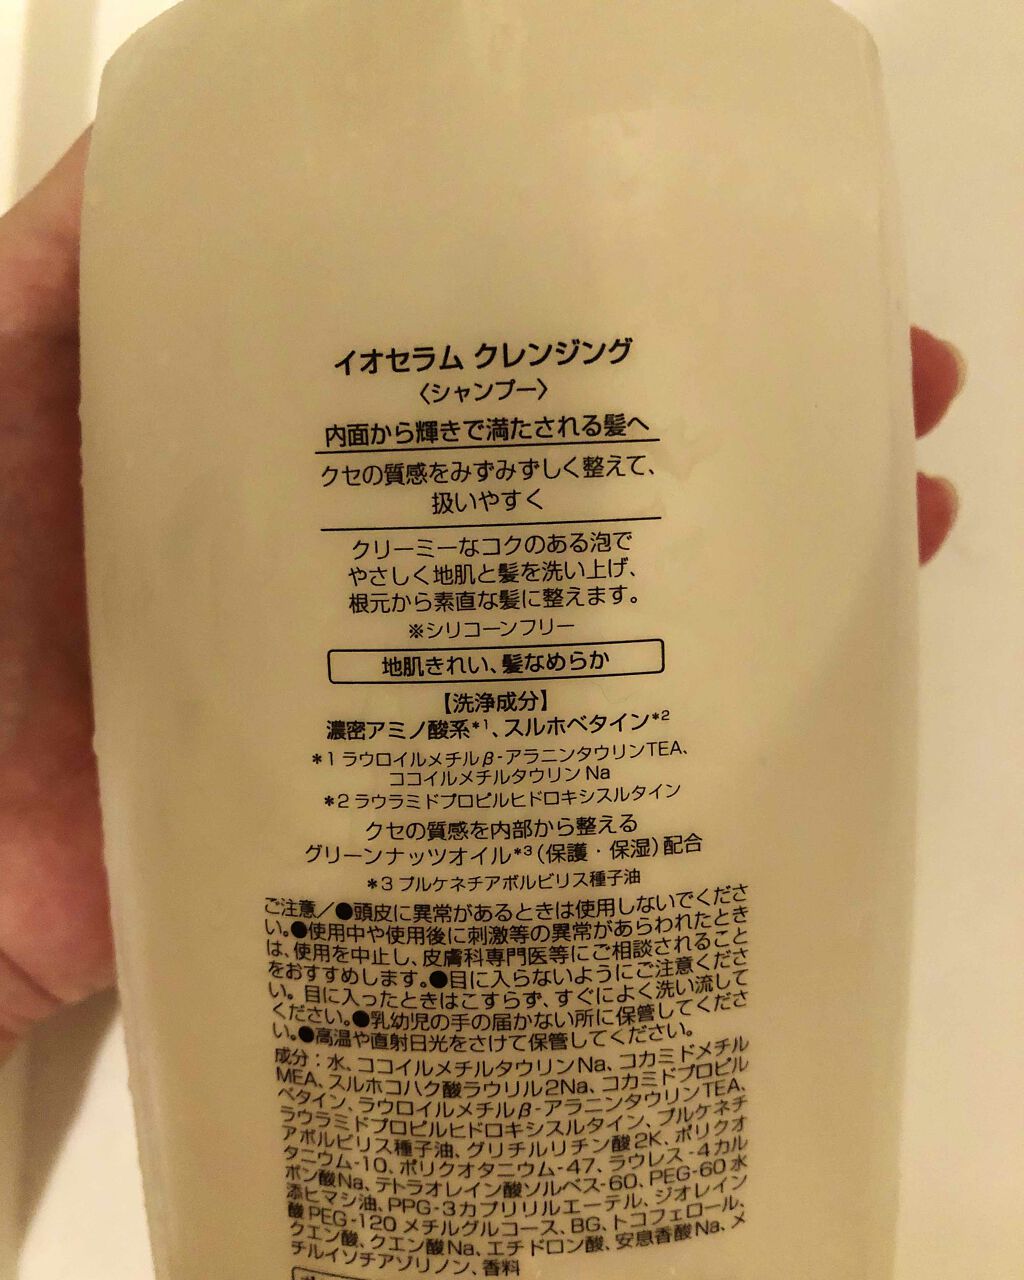 イオセラム クレンジング
〈シャンプー〉
内面から輝きで満たされる髪へ
クセの質感をみずみずしく整えて、
扱いやすく
クリーミーなコクのある泡で
やさしく地肌と髪を洗い上げ、
根元から素直な髪に整えます。
※シリコーンフリー
地肌きれい、髪なめらか
【洗浄成分】
濃密アミノ酸系*1、スルホベタイン*2
*1 ラウロイルメチルβ-アラニンタウリンTEA、
ココイルメチルタウリンNa
*2 ラウラミドプロピルヒドロキシスルタイン
クセの質感を内部から整える
グリーンナッツオイル*3(保護・保湿)配合
*3 プルケネチアボルビリス種子油
ご注意/●頭皮に異常があるときは使用しないでくださ
い。●使用中や使用後に刺激等の異常があらわれたとき
は、使用を中止し、皮膚科専門医等にご相談されること
をおすすめします。●目に入らないようにご注意くださ
い。目に入ったときはこすらず、すぐによく洗い流して
ください。●乳幼児の手の届かない所に保管してくださ
い。●高温や直射日光をさけて保管してください。
成分:水、ココイルメチルタウリンNa、コカミドメチル
MEA、スルホコハク酸ラウリル2Na、コカミドプロピル
ベタイン、ラウロイルメチルβ-アラニンタウリンTEA、
ラウラミドプロピルヒドロキシスルタイン、プルケネチ
アボルビリス種子油、グリチルリチン酸2K、ポリクオ
タニウム-10、ポリクオタニウム-47、ラウレス-4カル
ボン酸Na、テトラオレイン酸ソルベス-60、PEG-60水
添ヒマシ油、PPG-3カプリリルエーテル、ジオレイン
酸PEG-120メチルグルコース、BG、トコフェロール、
クエン酸、クエン酸Na、エチドロン酸、安息香酸Na、メ
チルイソチアゾリノン、香料